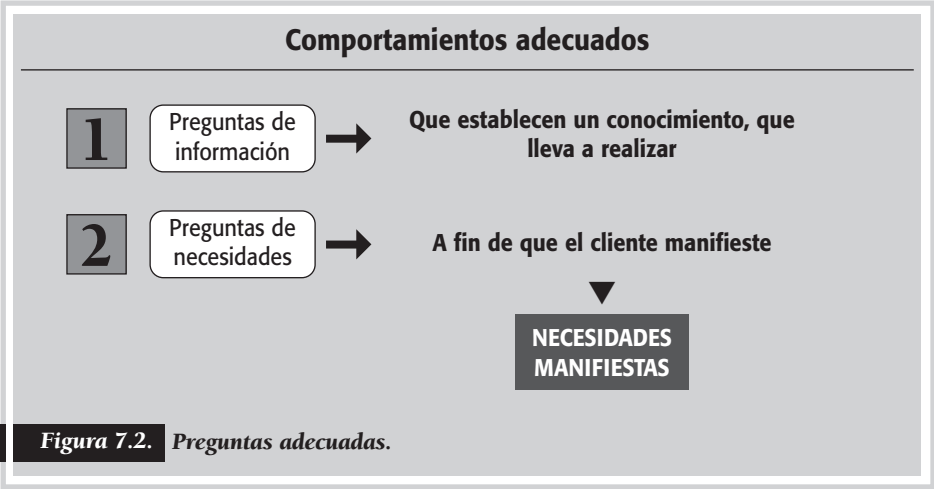 Comportamientos adecuados
1
Preguntas de
información
Que establecen un conocimiento, que
lleva a realizar
2
Preguntas de
necesidades
A fin de que el cliente manifieste
NECESIDADES
MANIFIESTAS
Figura 7.2. Preguntas adecuadas.